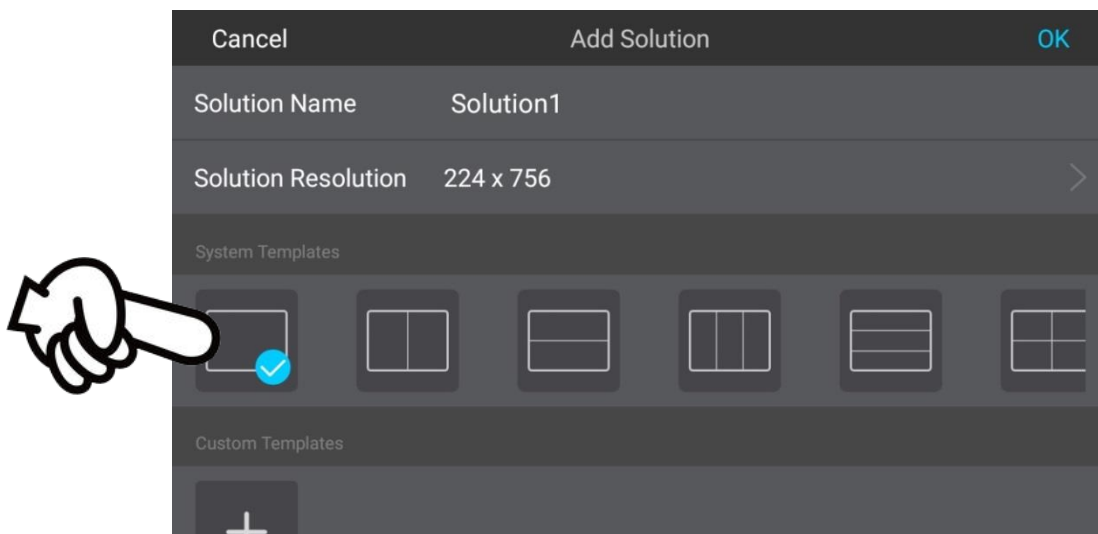 Cancel Add Solution OK
Solution Name Solution1
Solution Resolution 224 x 756
System Templates
Custom Templates